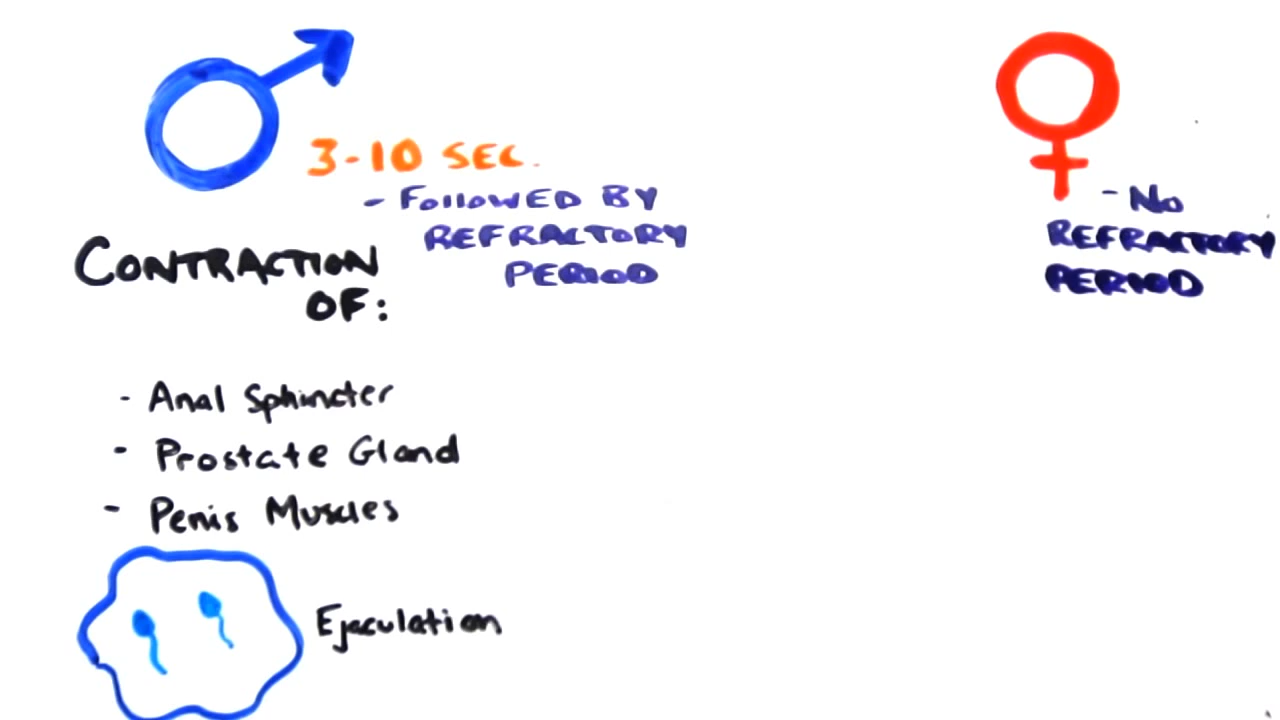 3-10 SEC.
- FOllOWED BY
REFRACTORY
PERIOD
CONTRACTION
OF:
- Anal Sphincter
- Prostate Gland
- Penis Muscles
Ejaculation
- No
REFRACTORY
PERIOD